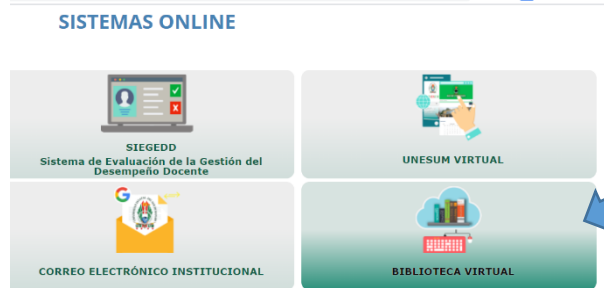 SISTEMAS ONLINE
SIEGEDD
Sistema de Evaluación de la Gestión del
Desempeño Docente
UNESUM VIRTUAL
CORREO ELECTRÓNICO INSTITUCIONAL
BIBLIOTECA VIRTUAL